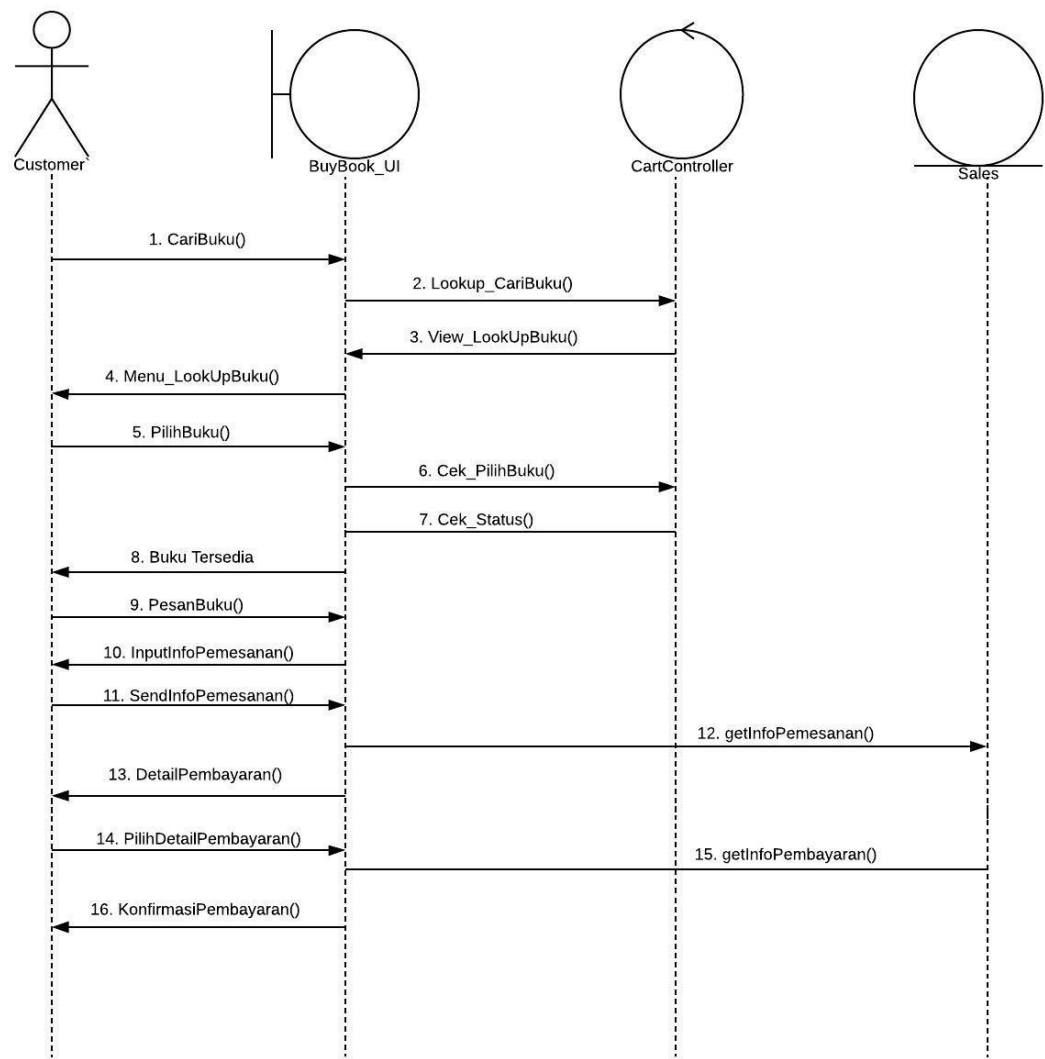 Customer`
BuyBook_UI
CartController
Sales
1. CariBuku()
2. Lookup_CariBuku()
3. View_LookUpBuku()
4. Menu_LookUpBuku()
5. PilihBuku()
6. Cek_PilihBuku()
7. Cek_Status()
8. Buku Tersedia
9. PesanBuku()
10. InputInfoPemesanan()
11. SendInfoPemesanan()
12. getInfoPemesanan()
13. DetailPembayaran()
14. PilihDetailPembayaran()
15. getInfoPembayaran()
16. KonfirmasiPembayaran()